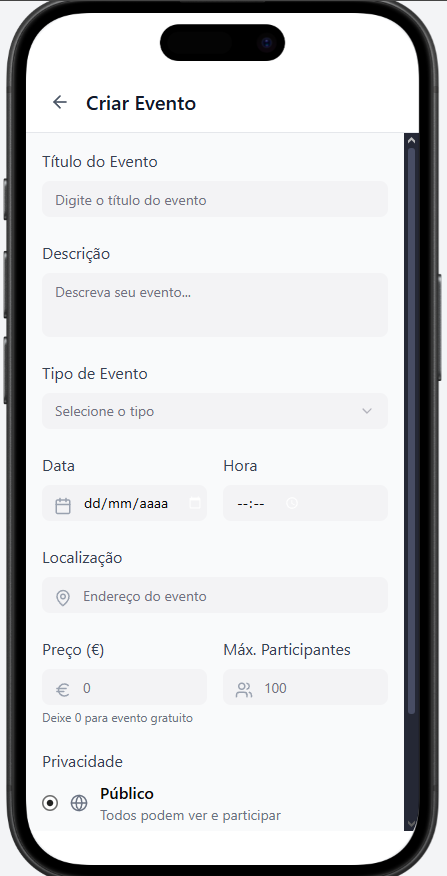 Criar Evento
Título do Evento
Digite o título do evento
Descrição
Descreva seu evento...
Tipo de Evento
Selecione o tipo
Data Hora
dd/mm/aaaa --:--
Localização
Endereço do evento
Preço (€) Máx. Participantes
€ 0 100
Deixe 0 para evento gratuito
Privacidade
Público
Todos podem ver e participar